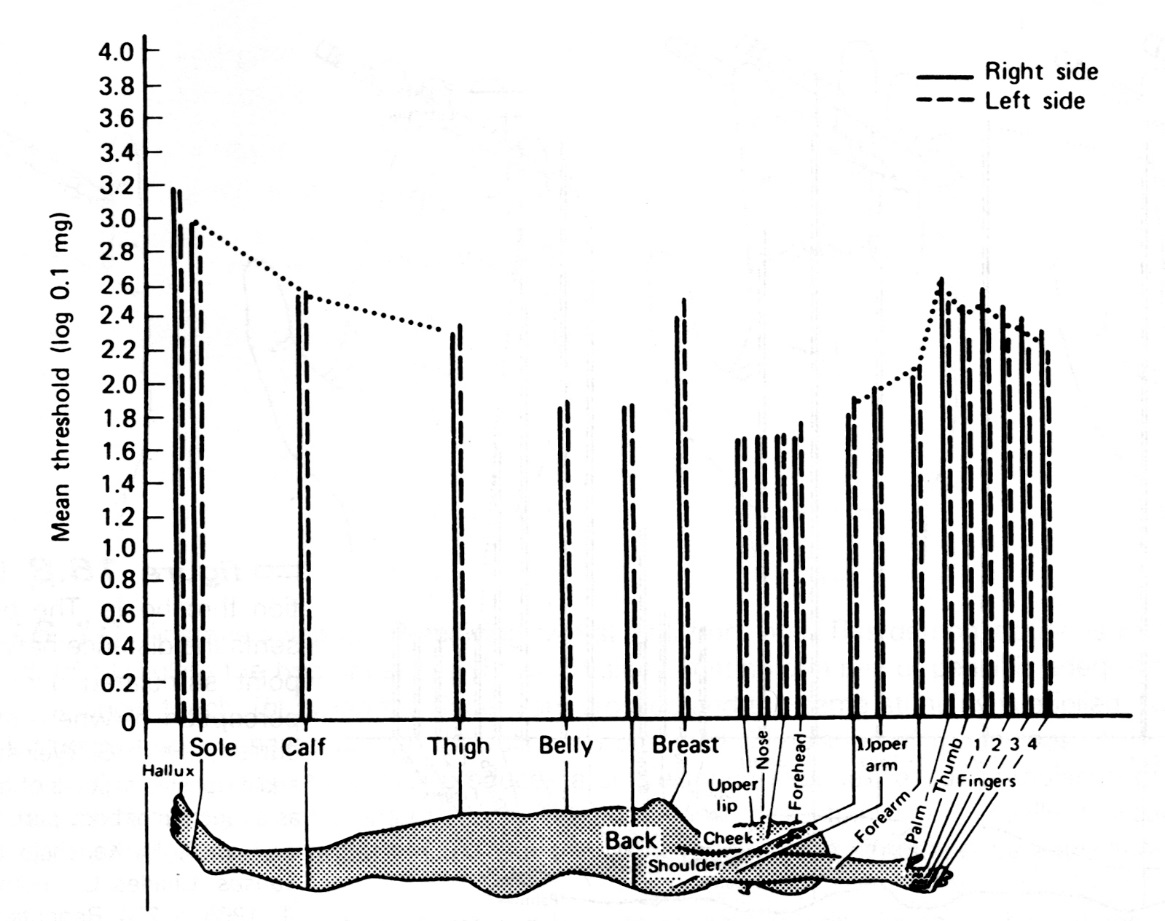 4.0
3.8
3.6
3.4
3.2
3.0
2.8
2.6
2.4
2.2
2.0
1.8
1.6
1.4
1.2
1.0
0.8
0.6
0.4
0.2
0
Mean threshold (log 0.1 mg)
Right side
Left side
Hallux
Sole
Calf
Thigh
Belly
Back
Breast
Shoulder
Upper
lip
Nose
Cheek
Forehead
Upper
arm
Forearm
Palm
Thumb
1 2 3 4
Fingers